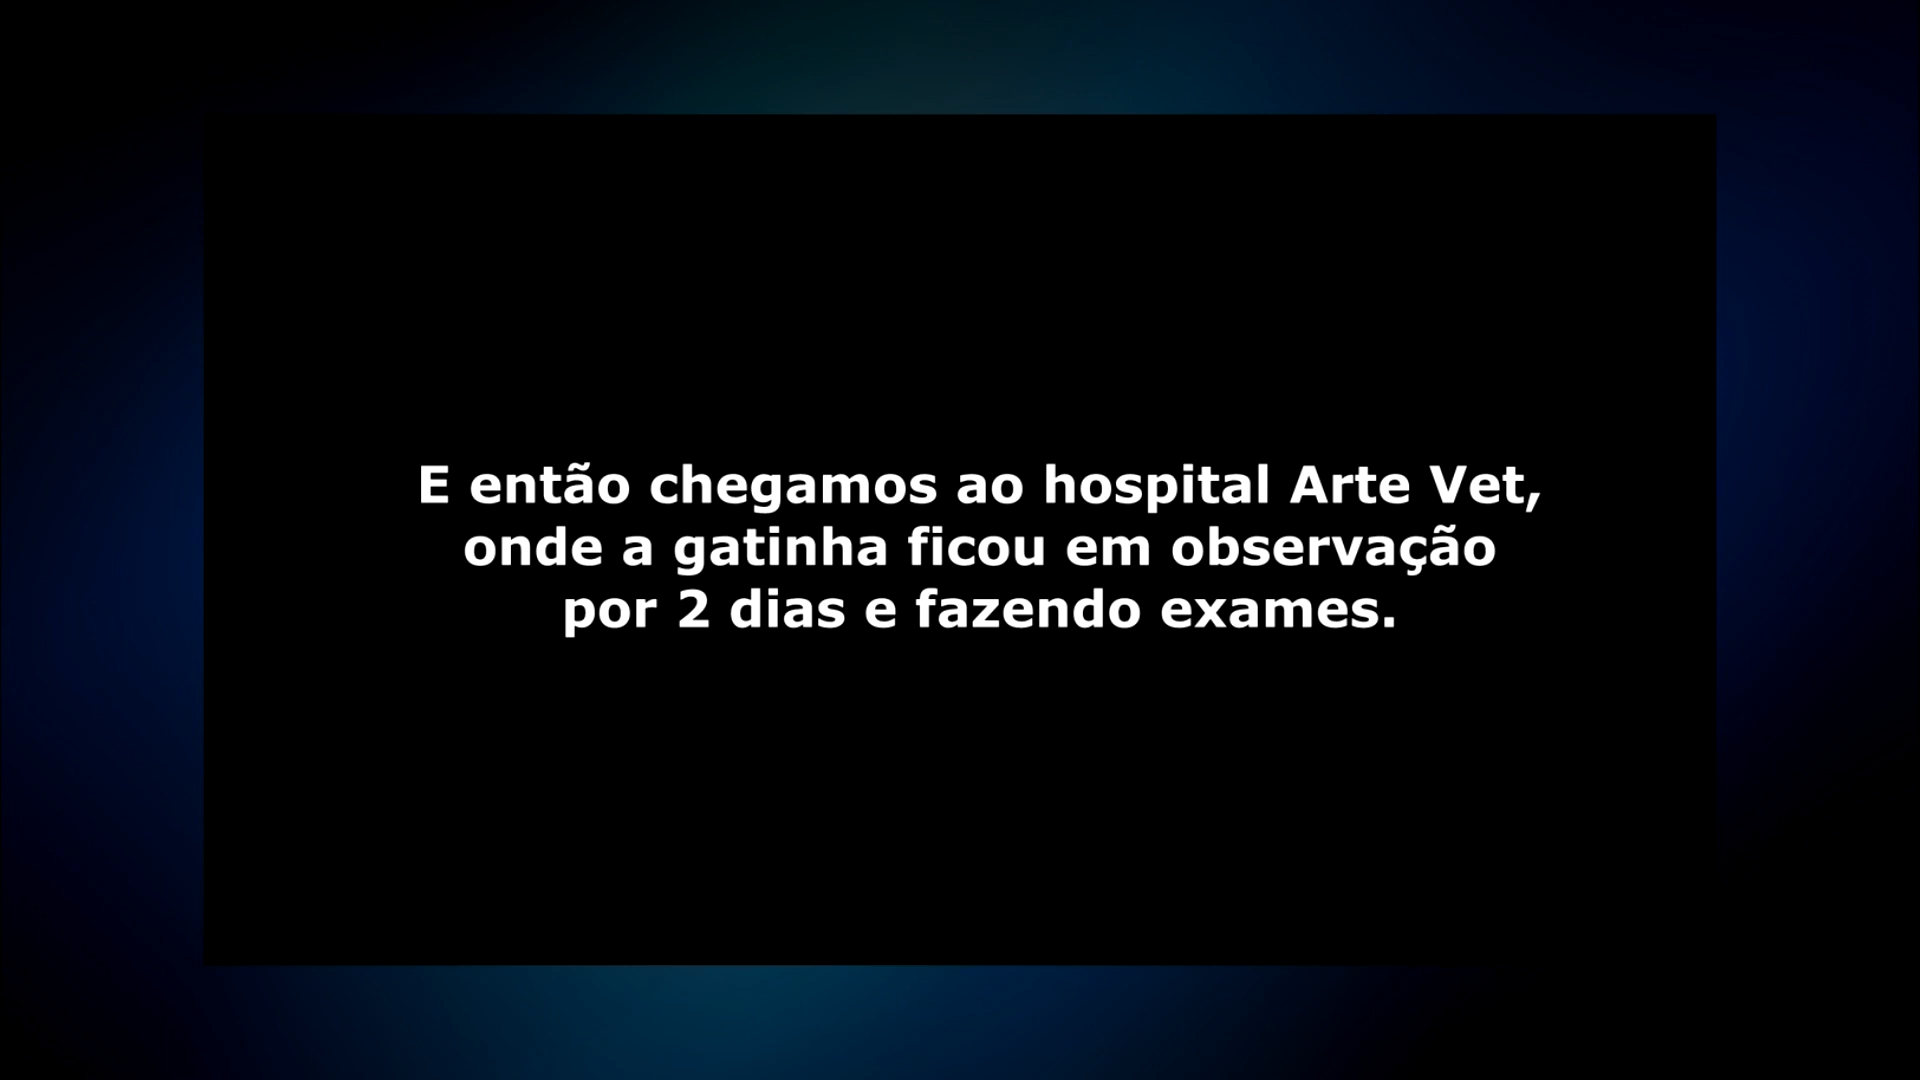 E então chegamos ao hospital Arte Vet,
onde a gatinha ficou em observação
por 2 dias e fazendo exames.